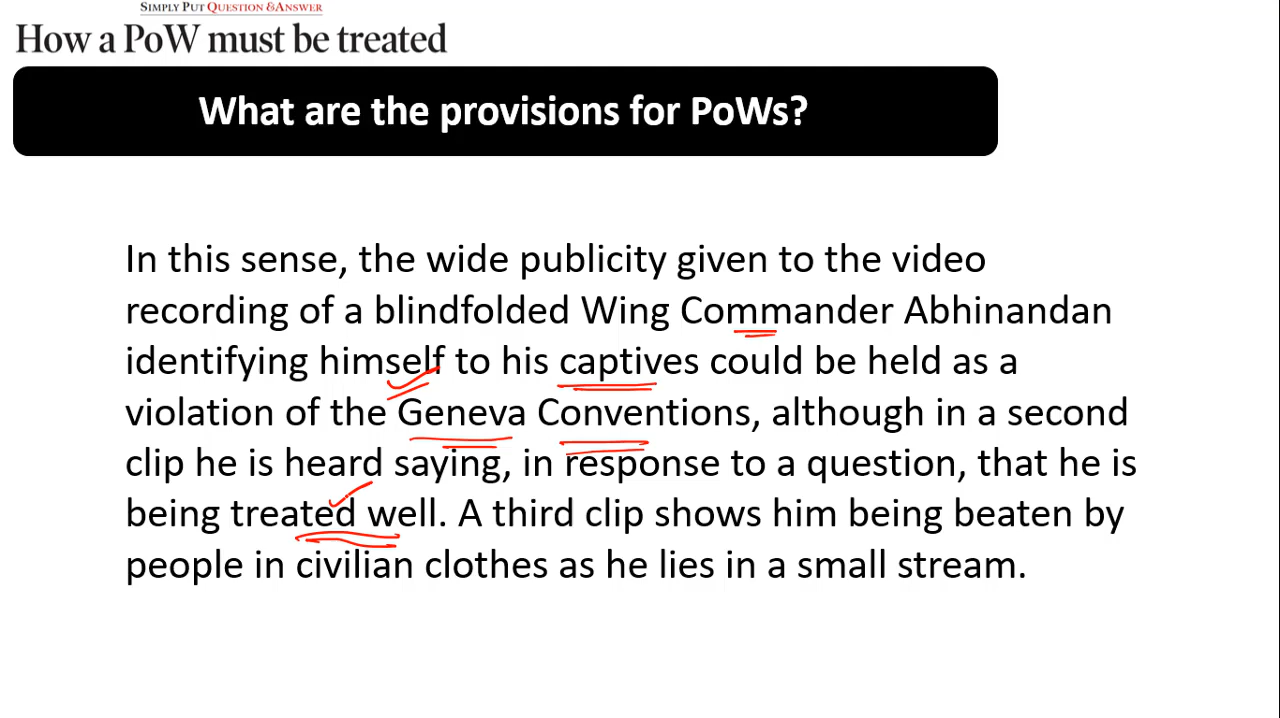 SIMPLY PUT QUESTION &ANSWER
How a PoW must be treated
What are the provisions for PoWs?
In this sense, the wide publicity given to the video
recording of a blindfolded Wing Commander Abhinandan
identifying himself to his captives could be held as a
violation of the Geneva Conventions, although in a second
clip he is heard saying, in response to a question, that he is
being treated well. A third clip shows him being beaten by
people in civilian clothes as he lies in a small stream.